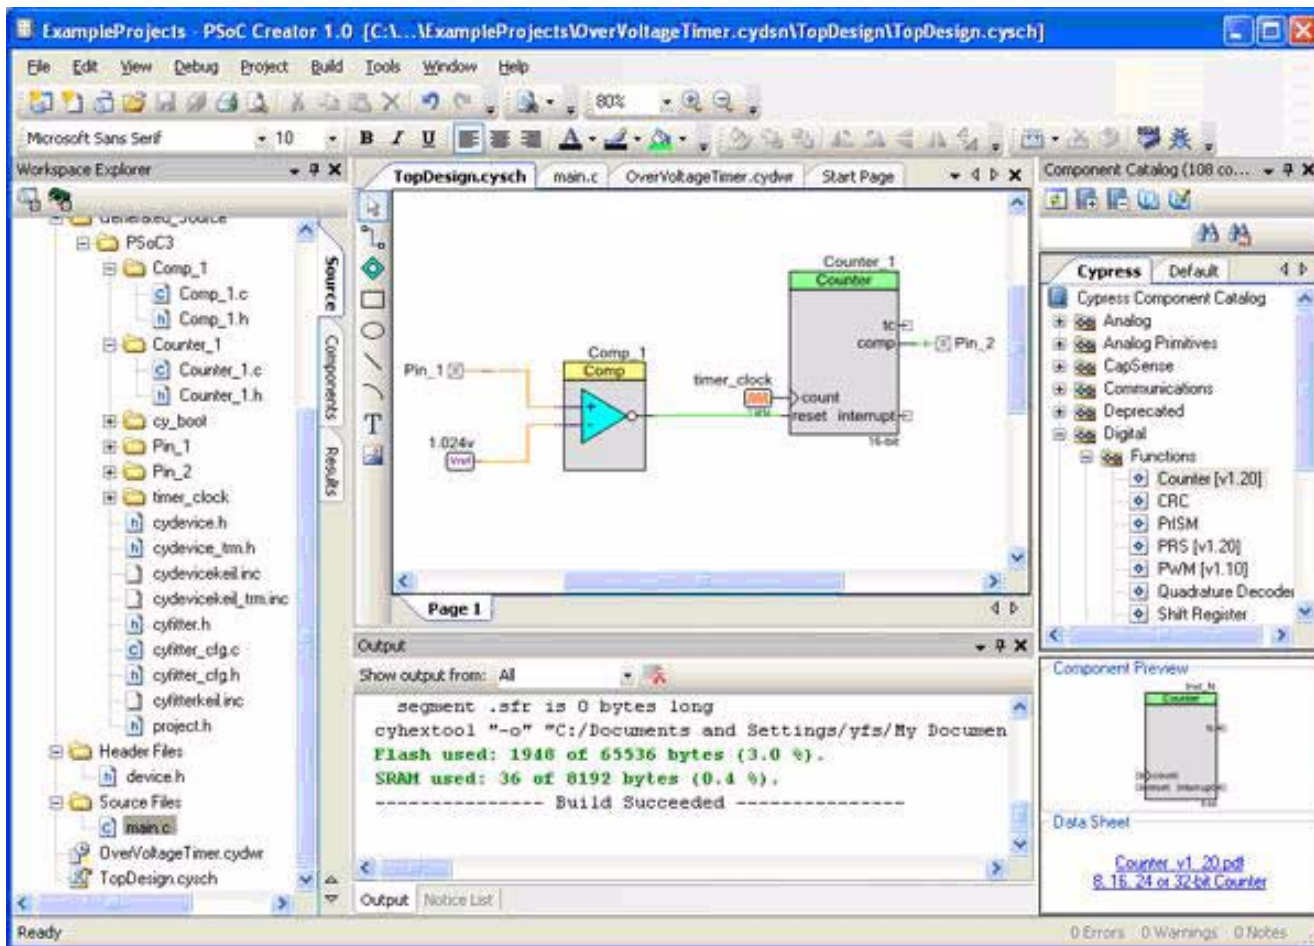 ExampleProjects - PSoC Creator 1.0 [C:\...\ExampleProjects\OverVoltageTimer.cydsn\TopDesign\TopDesign.cysch]
File Edit View Debug Project Build Tools Window Help
80%
Microsoft Sans Serif 10 B I U A
Workspace Explorer
Generated_Source
PSoC3
Comp_1
Comp_1.c
Comp_1.h
Counter_1
Counter_1.c
Counter_1.h
cy_boot
Pin_1
Pin_2
timer_clock
cydevice.h
cydevice_trm.h
cydevicekeil.inc
cydevicekeil_trm.inc
cyfitter.h
cyfitter_cfg.c
cyfitter_cfg.h
cyfitterkeil.inc
project.h
Header Files
device.h
Source Files
main.c
OverVoltageTimer.cydwr
TopDesign.cysch
Source
Components
Results
TopDesign.cysch main.c OverVoltageTimer.cydwr Start Page
T
Counter_1
Counter
tc
comp
Pin_2
timer_clock
count
reset interrupt
16-bit
Comp_1
Comp
Pin_1
1.024v
Vref
Page 1
Output
Show output from: All
segment .sfr is 0 bytes long
cyhextool "-o" "C:/Documents and Settings/yfs/My Documen
Flash used: 1948 of 65536 bytes (3.0 %).
SRAM used: 36 of 8192 bytes (0.4 %).
--------------- Build Succeeded ---------------
Output Notice List
Component Catalog (108 co...
Cypress Default
Cypress Component Catalog
Analog
Analog Primitives
CapSense
Communications
Deprecated
Digital
Functions
Counter [v1.20]
CRC
PrISM
PRS [v1.20]
PWM [v1.10]
Quadrature Decoder
Shift Register
Component Preview
Inst_N
Counter
Data Sheet
Counter_v1_20.pdf
8, 16, 24 or 32-bit Counter
Ready
0 Errors 0 Warnings 0 Notes